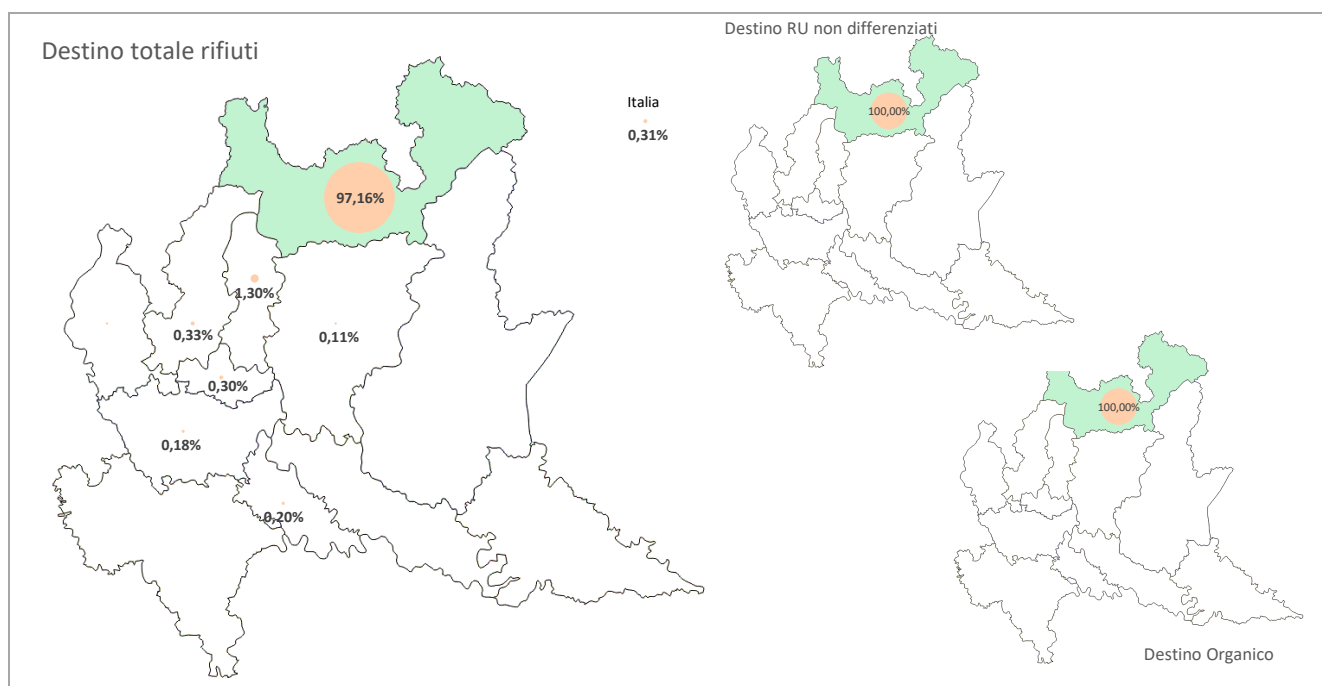 Destino totale rifiuti
Italia
0,31%
97,16%
1,30%
0,33%
0,11%
0,30%
0,18%
0,20%
Destino RU non differenziati
100,00%
100,00%
Destino Organico